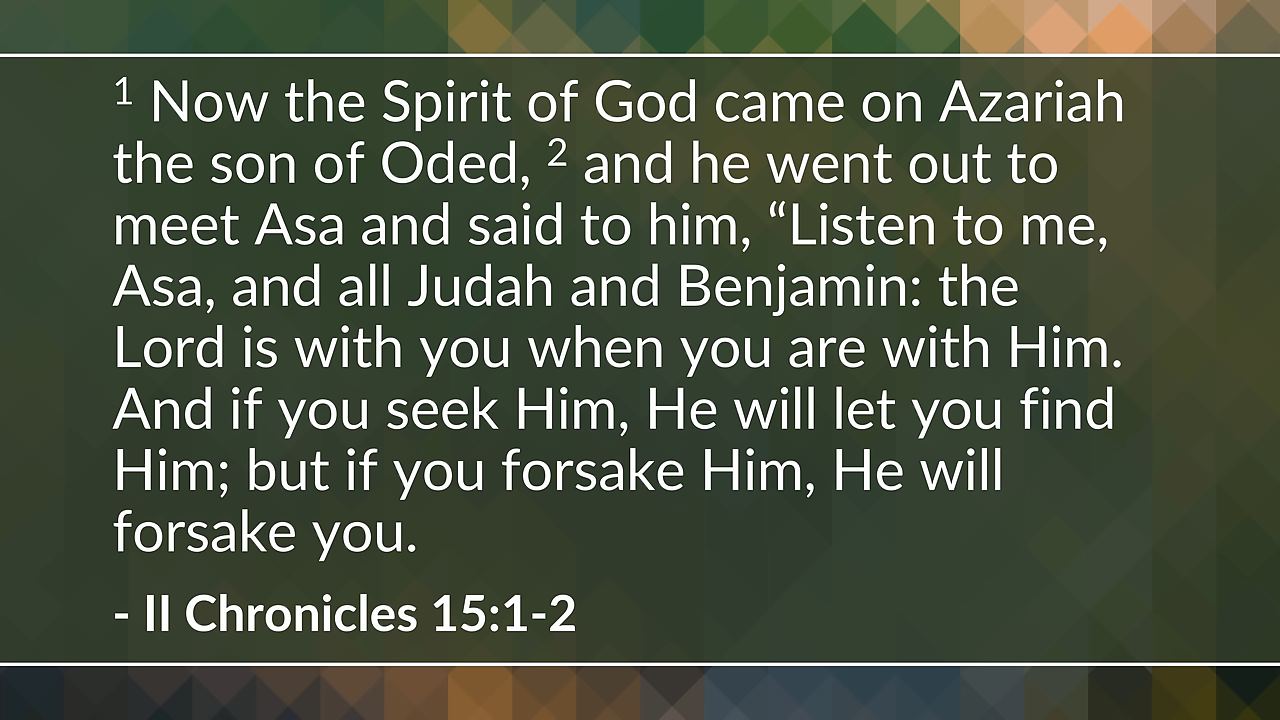 1 Now the Spirit of God came on Azariah
the son of Oded, 2 and he went out to
meet Asa and said to him, “Listen to me,
Asa, and all Judah and Benjamin: the
Lord is with you when you are with Him.
And if you seek Him, He will let you find
Him; but if you forsake Him, He will
forsake you.
- II Chronicles 15:1-2